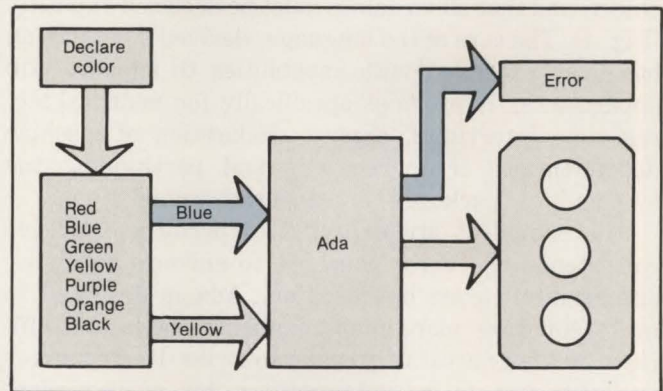 Declare
color
Error
Red
Blue
Green
Yellow
Purple
Orange
Black
Blue
Yellow
Ada